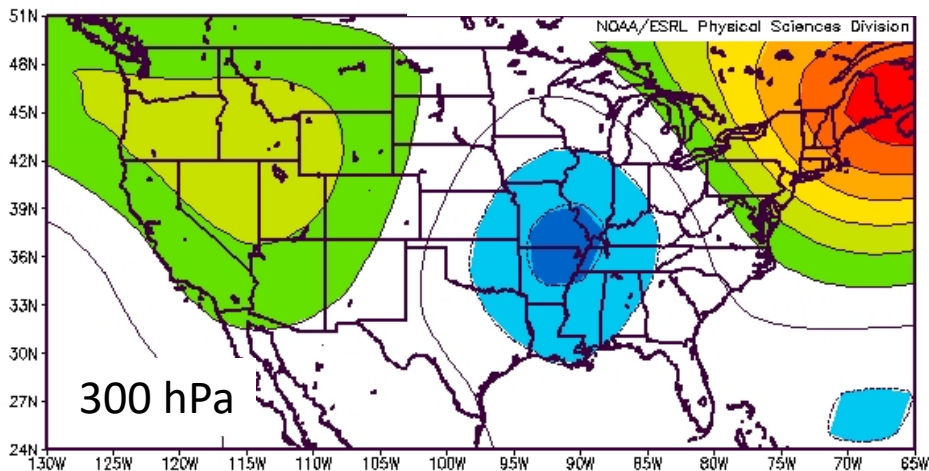 51N
NOAA/ESRL Physical Sciences Division
48N
45N
42N
39N
36N
33N
30N
27N
24N
300 hPa
130W 125W 120W 115W 110W 105W 100W 95W 90W 85W 80W 75W 70W 65W